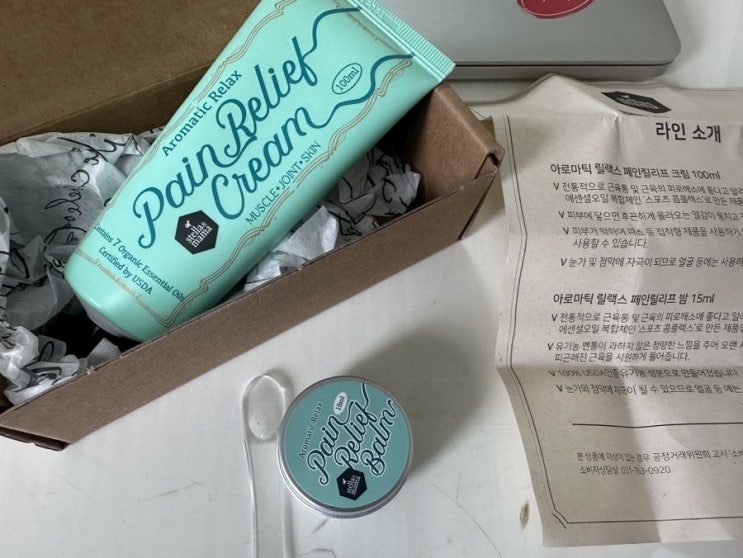 Aromatic Relax
Pain Relief
Cream
100ml
MUSCLE•JOINT•SKIN
stella&
mama
Contains 7 Organic Essential Oils
Certified by USDA
Aromatic Relax
Pain
15ml
Relief
Balm
stella&
mama
라인 소개
아로마틱 릴랙스 페인릴리프 크림 100ml
V 전통적으로 근육통 및 근육의 피로해소에 좋다고 알려
에센셜오일 복합체인 '스포츠 콤플렉스'로 만든 제품
V 피부에 닿으면 후끈하게 올라오는 열감이 뭉치고
V 피부가 약하여 파스 등 접착형 제품을 사용하기
사용할 수 있습니다.
V 눈가 및 점막에 자극이 되므로 얼굴 등에는 사용하
아로마틱 릴랙스 페인릴리프 밤 15ml
V 전통적으로 근육통 및 근육의 피로해소에 좋다고 알려
에센셜오일 복합체인 '스포츠 콤플렉스'로 만든 제품
V 유기농 멘톨이 과하지 않은 청량한 느낌을 주어 오랜
피곤해진 근육을 시원하게 풀어줍니다.
V 100% USDA인증 유기농 성분으로 만들어졌습니다
V 눈가와 점막에 자극이 될 수 있으므로 얼굴 등에는
본 상품에 이상이 있는 경우 공정거래위원회 고시 '소비
소비자상담실. 031-763-0920